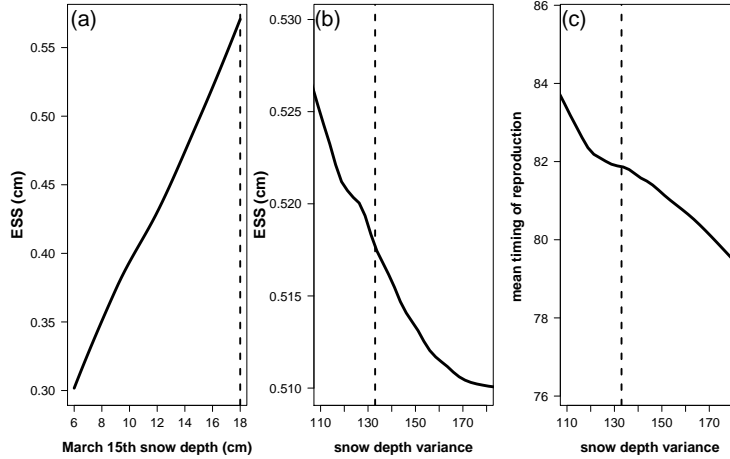 (a)
ESS (cm)
0.55
0.50
0.45
0.40
0.35
0.30
6 8 10 12 14 16 18
March 15th snow depth (cm)
(b)
ESS (cm)
0.530
0.525
0.520
0.515
0.510
110 130 150 170
snow depth variance
(c)
mean timing of reproduction
86
84
82
80
78
76
110 130 150 170
snow depth variance